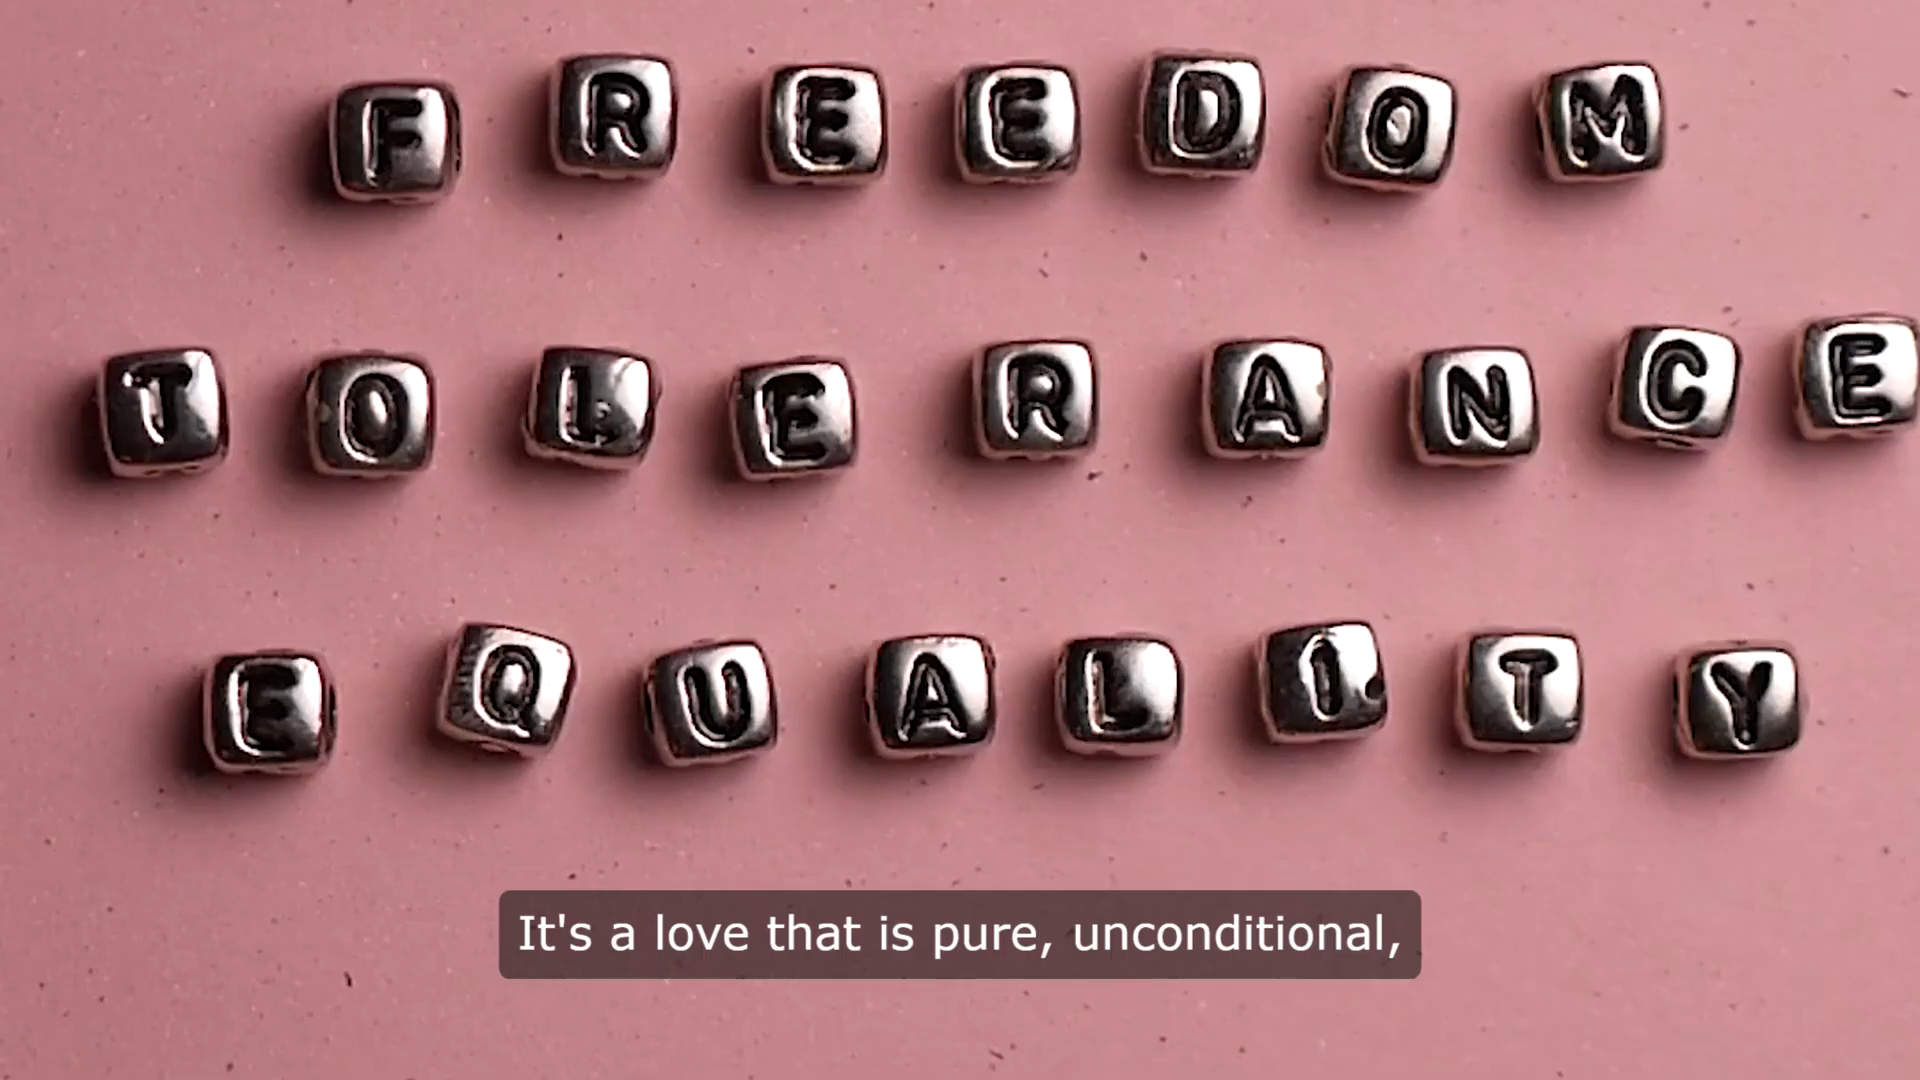 FREEDOM
TOLERANCE
EQUALITY
It's a love that is pure, unconditional,